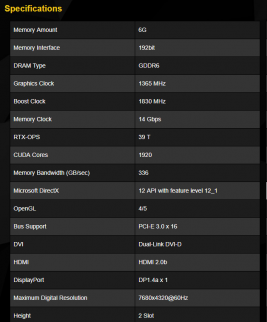 Specifications
Memory Amount 6G
Memory Interface 192bit
DRAM Type GDDR6
Graphics Clock 1365 MHz
Boost Clock 1830 MHz
Memory Clock 14 Gbps
RTX-OPS 39 T
CUDA Cores 1920
Memory Bandwidth (GB/sec) 336
Microsoft DirectX 12 API with feature level 12_1
OpenGL 4/5
Bus Support PCI-E 3.0 x 16
DVI Dual-Link DVI-D
HDMI HDMI 2.0b
DisplayPort DP1.4a x 1
Maximum Digital Resolution 7680x4320@60Hz
Height 2 Slot